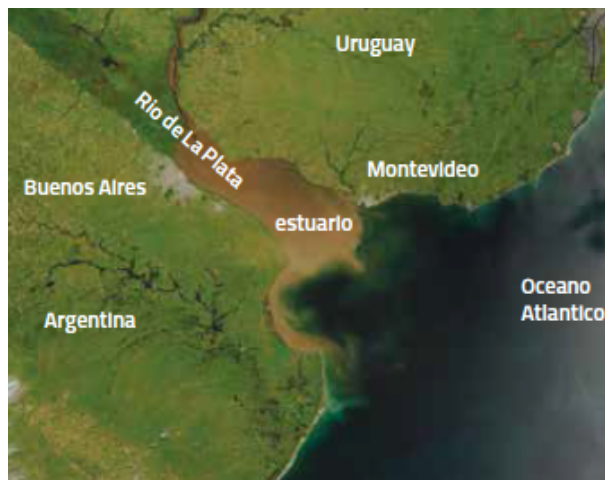 Uruguay
Rio de La Plata
Montevideo
Buenos Aires
estuario
Oceano
Atlantico
Argentina